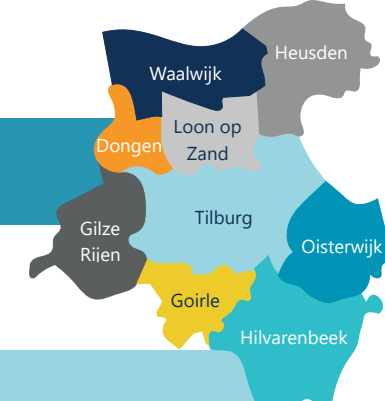 Heusden
Waalwijk
Loon op
Zand
Dongen
Tilburg
Gilze
Rijen
Oisterwijk
Goirle
Hilvarenbeek